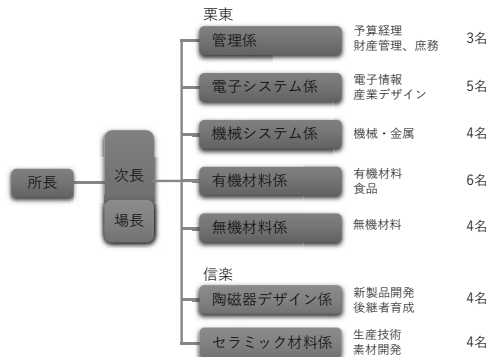 栗東
管理係
予算経理
財産管理、庶務
3名
電子システム係
電子情報
産業デザイン
5名
機械システム係
機械・金属
4名
所長
次長
場長
有機材料係
有機材料
食品
6名
無機材料係
無機材料
4名
信楽
陶磁器デザイン係
新製品開発
後継者育成
4名
セラミック材料係
生産技術
素材開発
4名